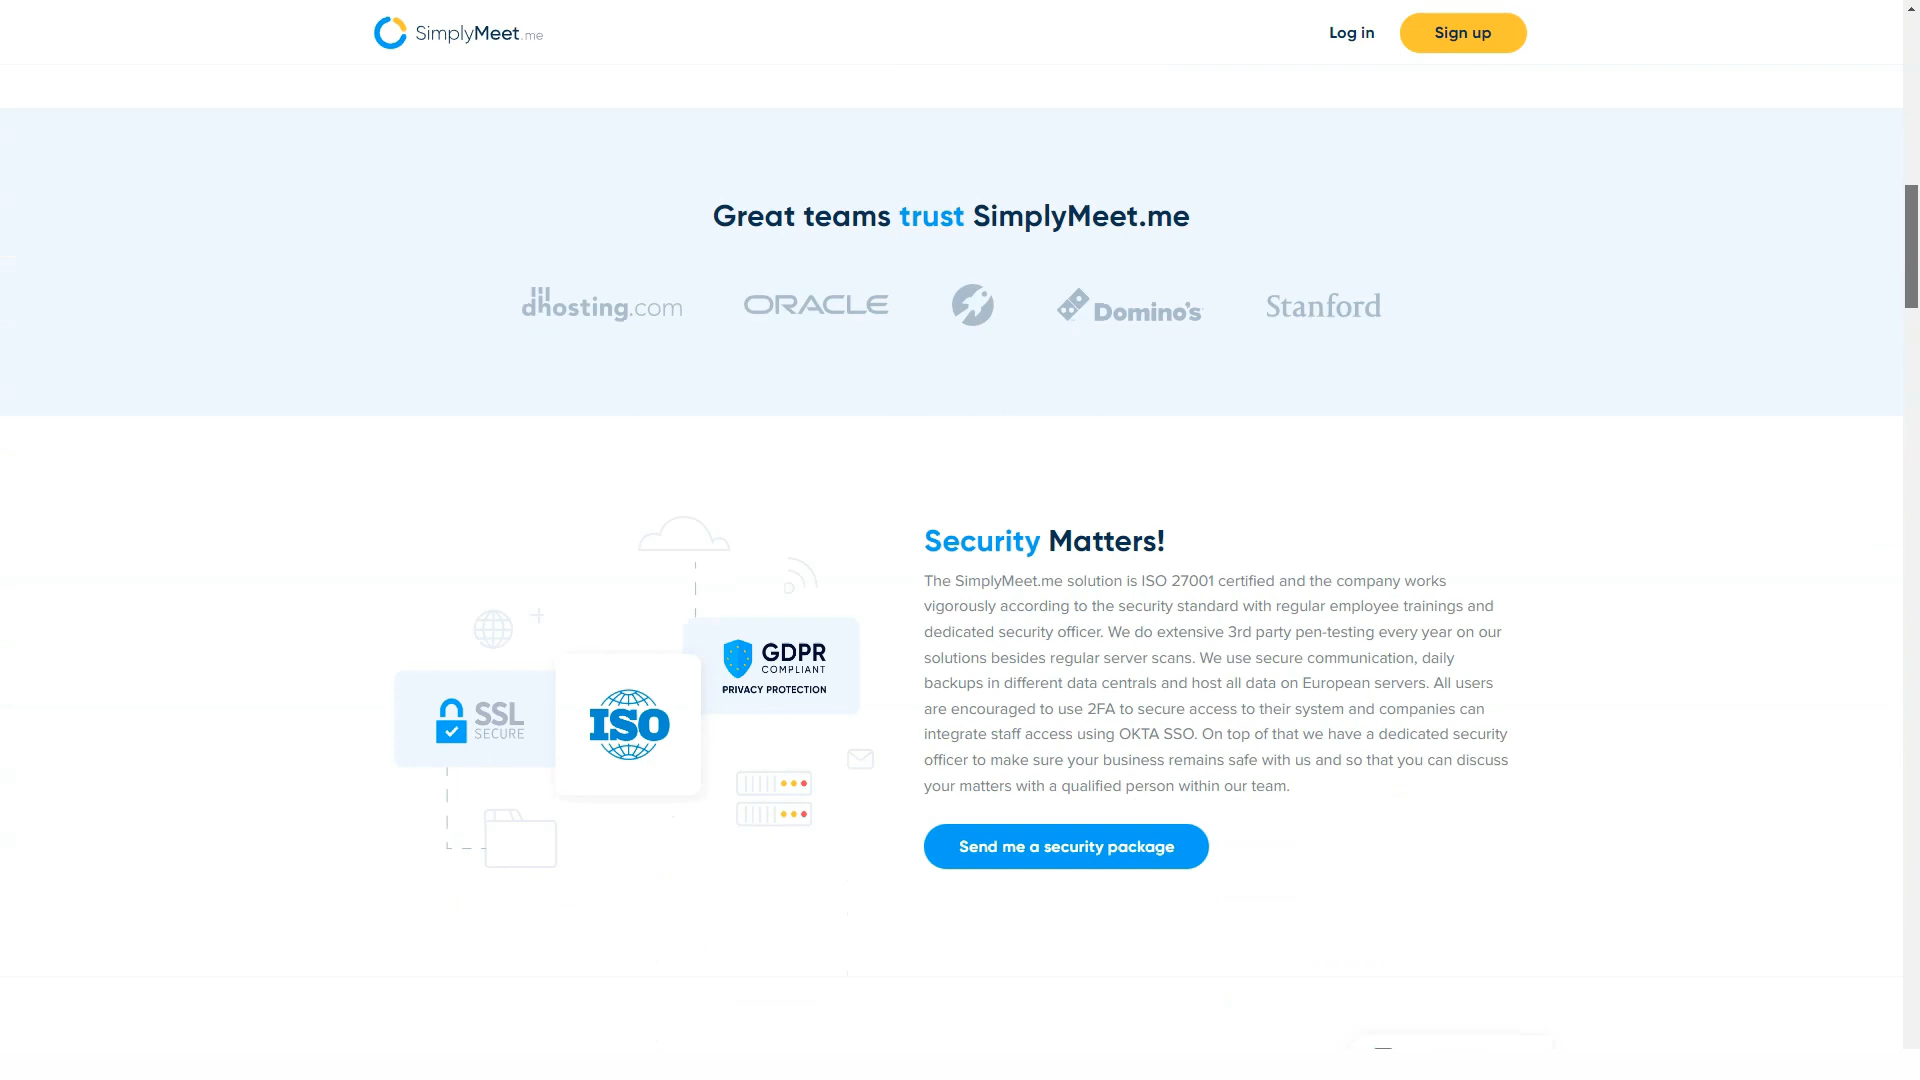 SimplyMeet.me
Log in
Sign up
Great teams trust SimplyMeet.me
dhosting.com
ORACLE
Domino's
Stanford
Security Matters!
The SimplyMeet.me solution is ISO 27001 certified and the company works
vigorously according to the security standard with regular employee trainings and
dedicated security officer. We do extensive 3rd party pen-testing every year on our
solutions besides regular server scans. We use secure communication, daily
backups in different data centrals and host all data on European servers. All users
are encouraged to use 2FA to secure access to their system and companies can
integrate staff access using OKTA SSO. On top of that we have a dedicated security
officer to make sure your business remains safe with us and so that you can discuss
your matters with a qualified person within our team.
Send me a security package
GDPR
COMPLIANT
PRIVACY PROTECTION
SSL
SECURE
ISO